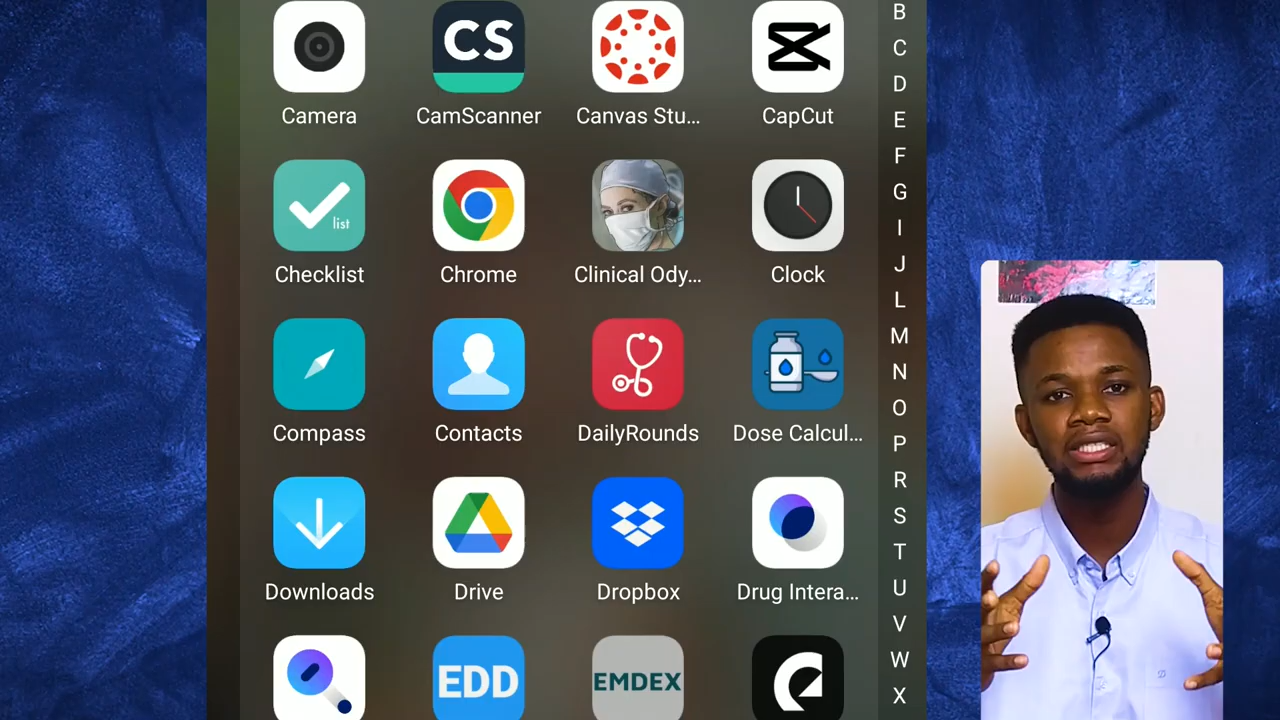 CS
Camera
CamScanner
Canvas Stu...
CapCut
list
Checklist
Chrome
Clinical Ody...
Clock
Compass
Contacts
DailyRounds
Dose Calcul...
Downloads
Drive
Dropbox
Drug Intera...
EDD
EMDEX
B
C
D
E
F
G
I
J
L
M
N
O
P
R
S
T
U
V
W
X